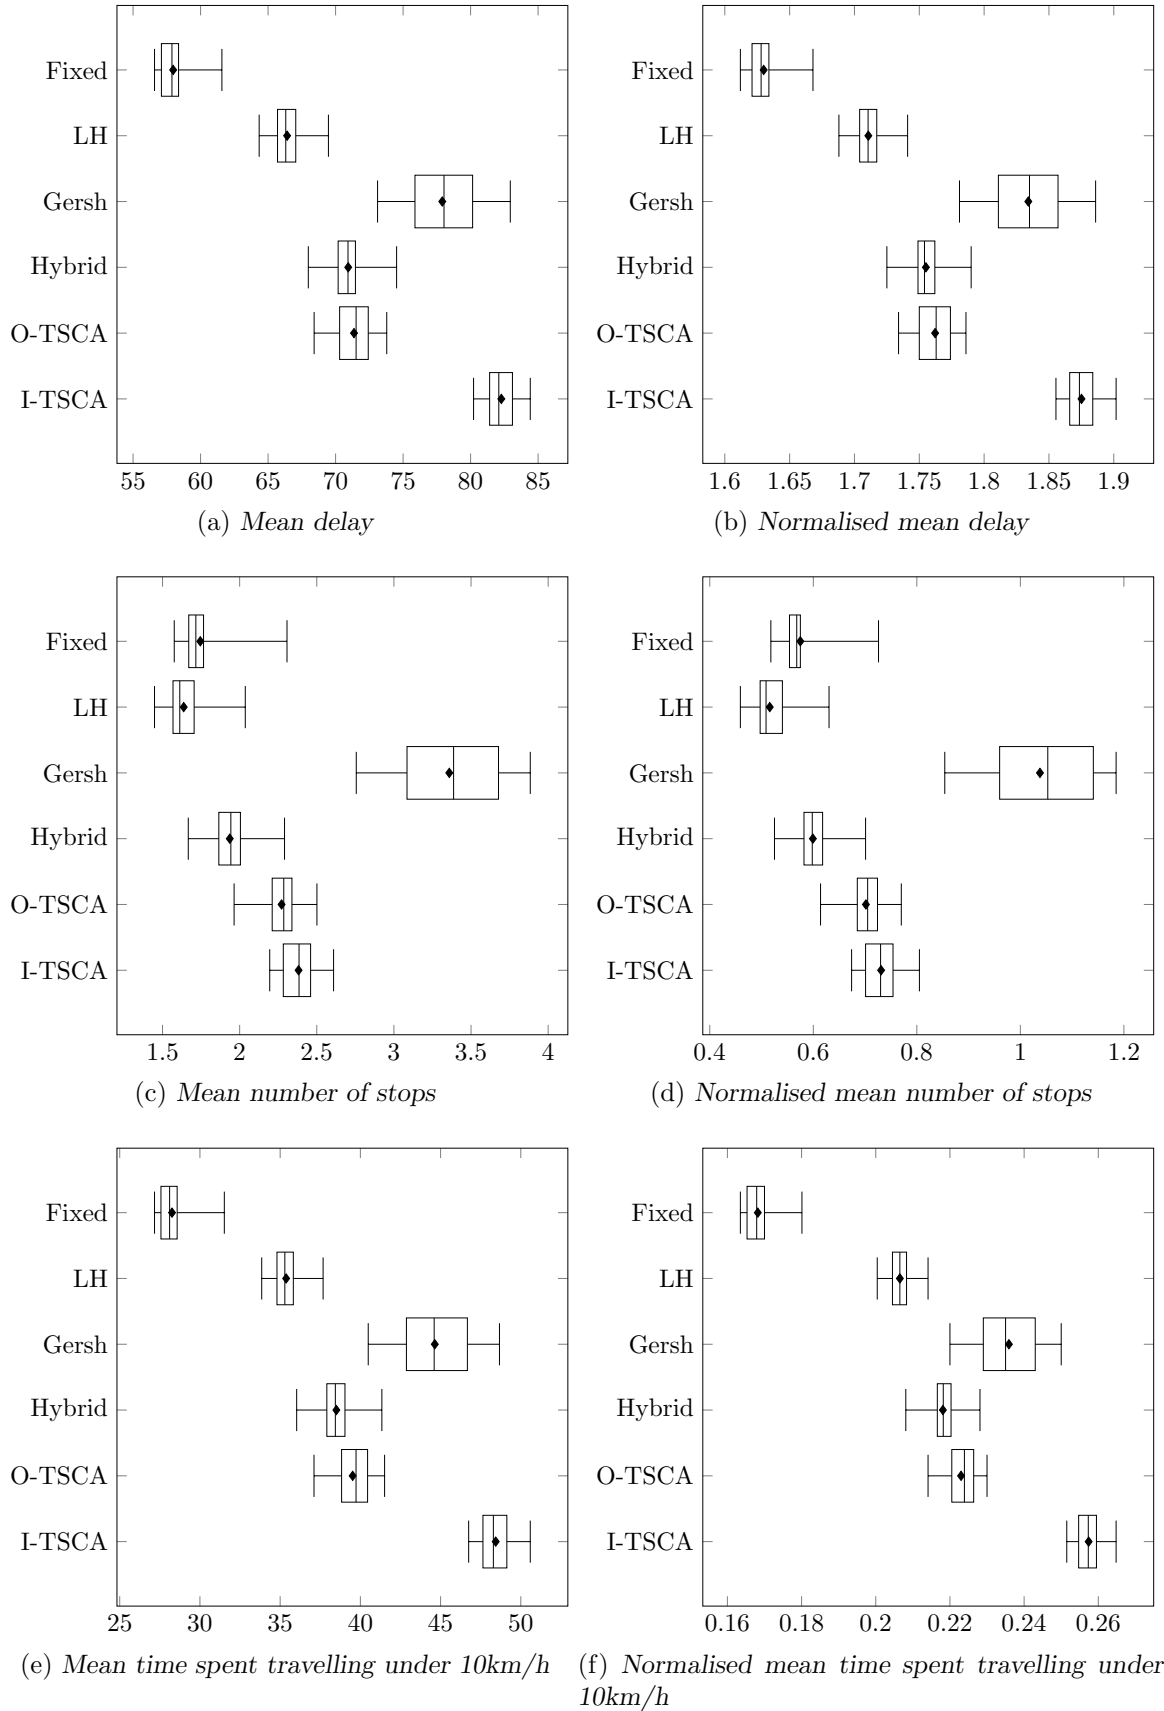 Fixed
LH
Gersh
Hybrid
O-TSCA
I-TSCA
55 60 65 70 75 80 85
(a) Mean delay
Fixed
LH
Gersh
Hybrid
O-TSCA
I-TSCA
1.6 1.65 1.7 1.75 1.8 1.85 1.9
(b) Normalised mean delay
Fixed
LH
Gersh
Hybrid
O-TSCA
I-TSCA
1.5 2 2.5 3 3.5 4
(c) Mean number of stops
Fixed
LH
Gersh
Hybrid
O-TSCA
I-TSCA
0.4 0.6 0.8 1 1.2
(d) Normalised mean number of stops
Fixed
LH
Gersh
Hybrid
O-TSCA
I-TSCA
25 30 35 40 45 50
(e) Mean time spent travelling under 10km/h
Fixed
LH
Gersh
Hybrid
O-TSCA
I-TSCA
0.16 0.18 0.2 0.22 0.24 0.26
(f) Normalised mean time spent travelling under
10km/h